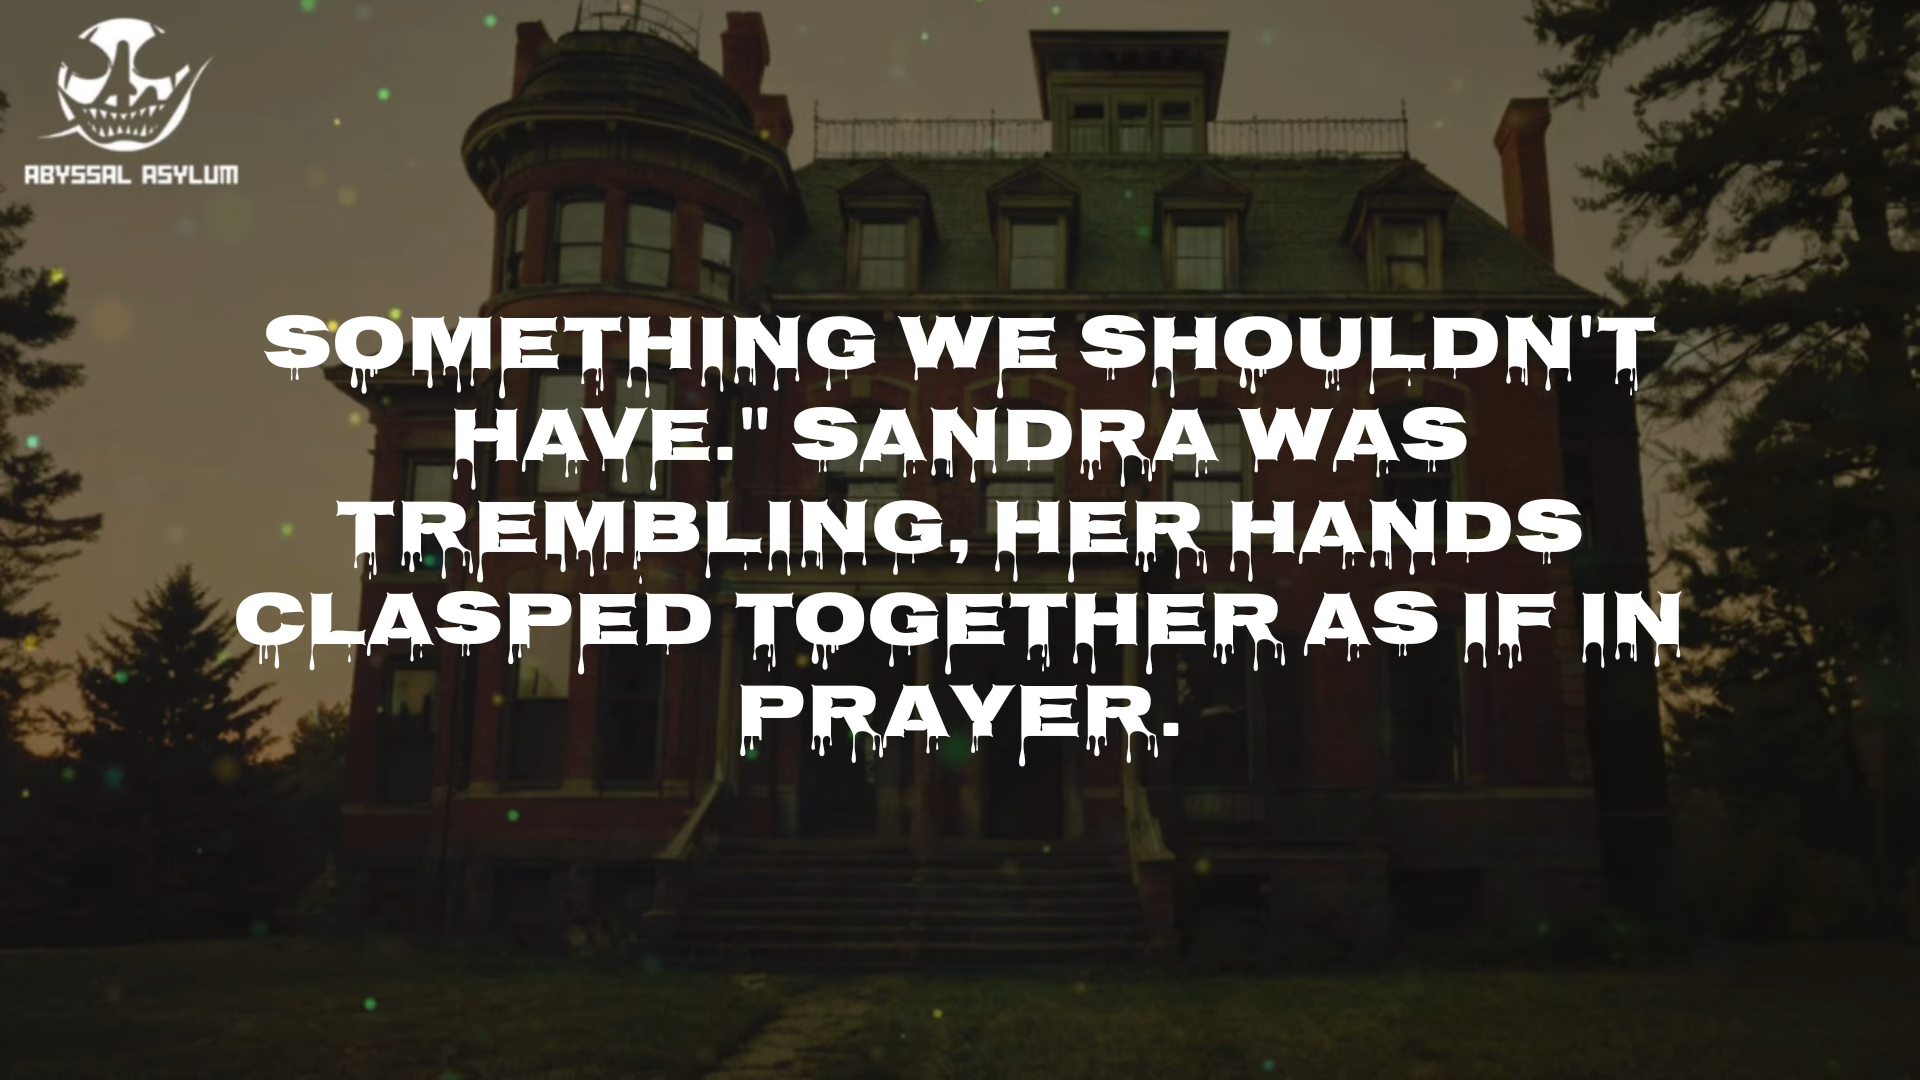 ABYSSAL ASYLUM
SOMETHING WE SHOULDN'T
HAVE." SANDRA WAS
TREMBLING, HER HANDS
CLASPED TOGETHER AS IF IN
PRAYER.